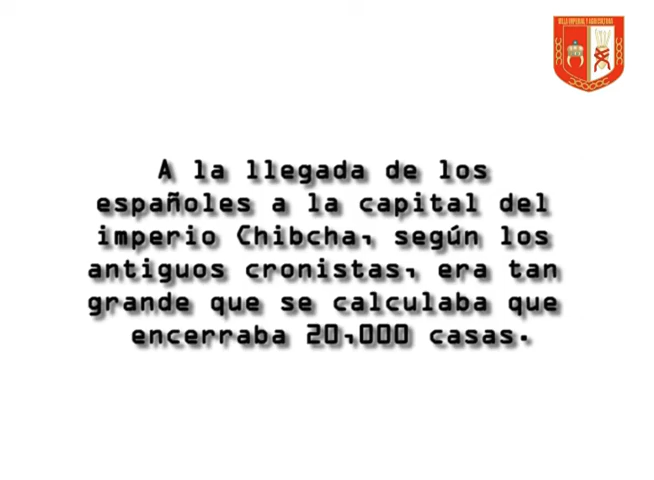 A la llegada de los
españoles a la capital del
imperio Chibcha, según los
antiguos cronistas, era tan
grande que se calculaba que
encerraba 20,000 casas.